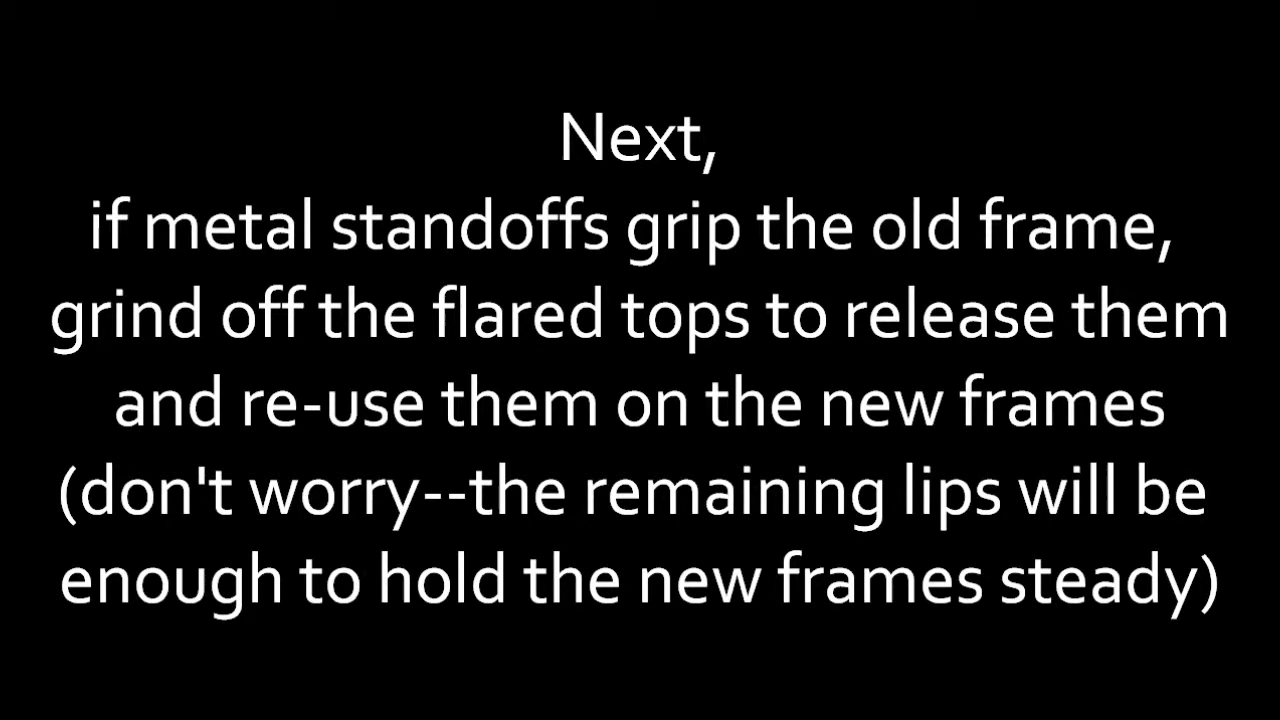 Next,
if metal standoffs grip the old frame,
grind off the flared tops to release them
and re-use them on the new frames
(don't worry--the remaining lips will be
enough to hold the new frames steady)